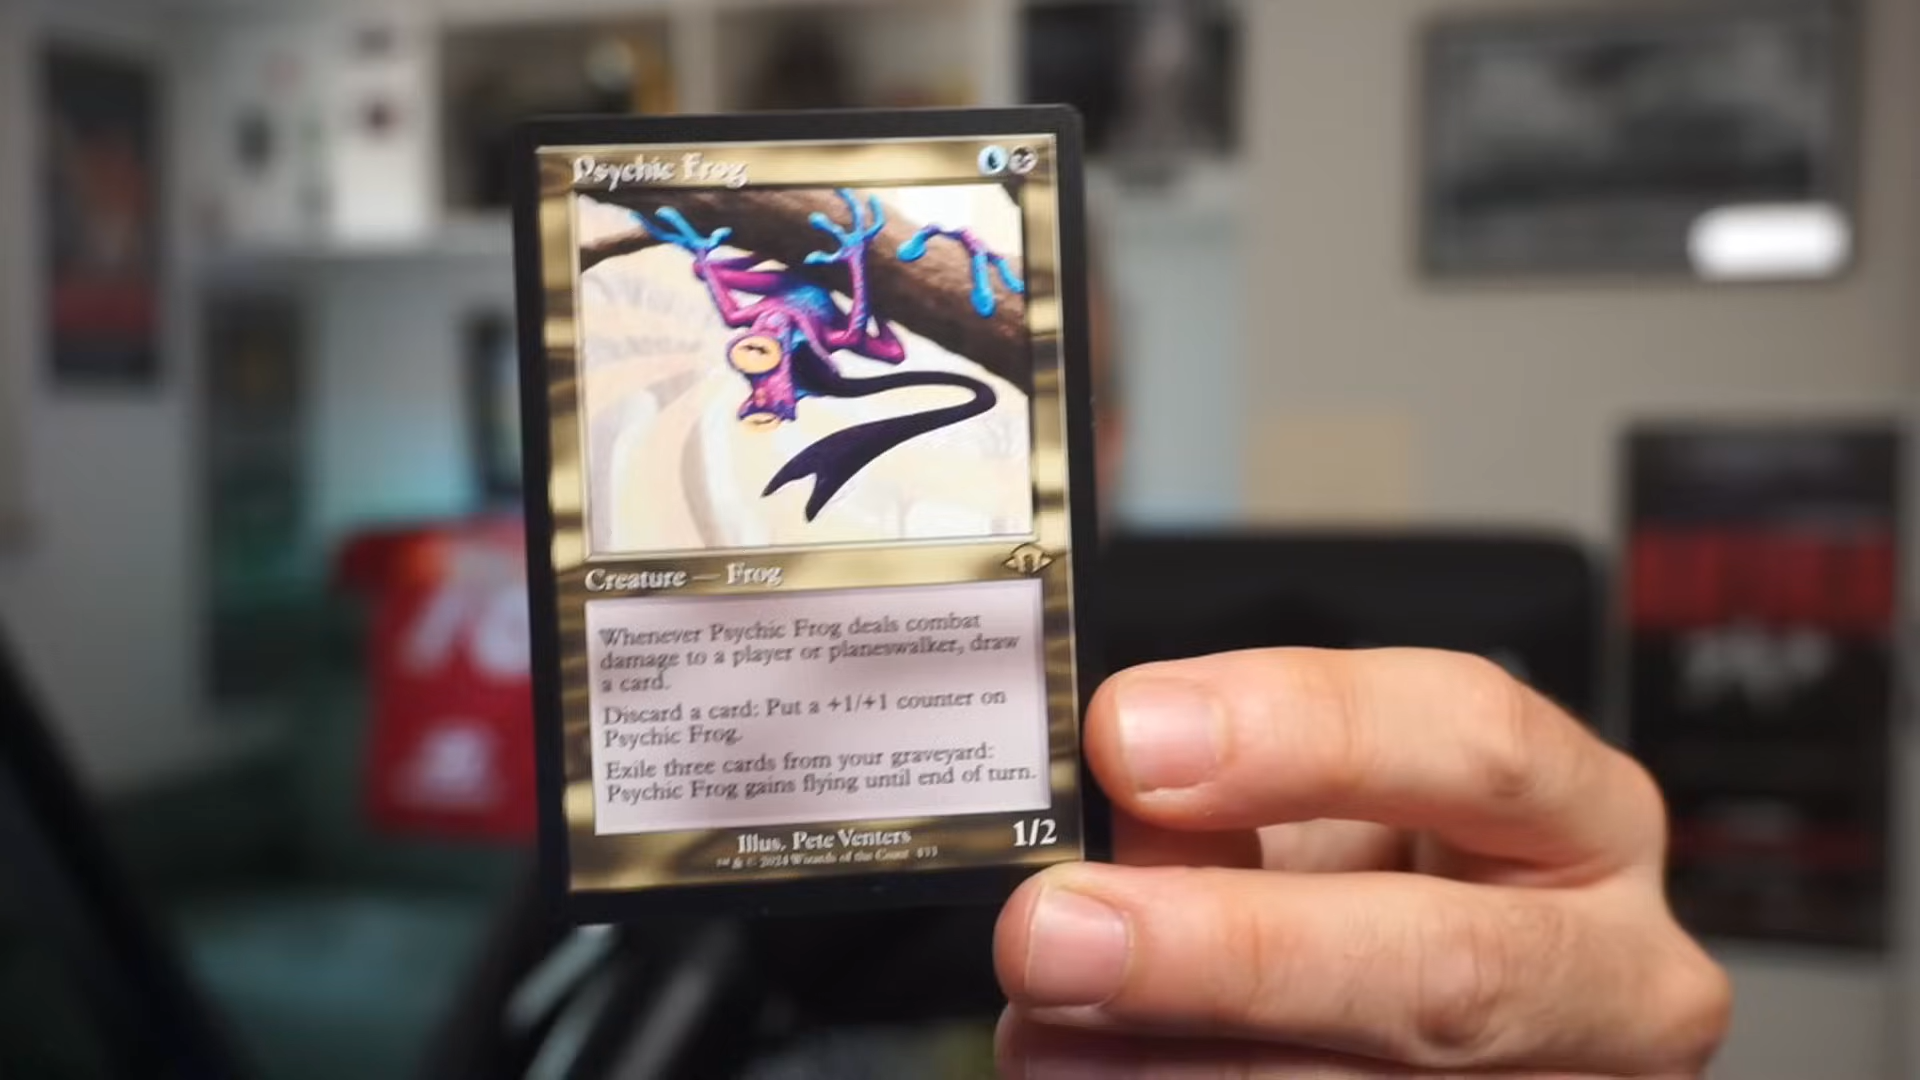 Psychic Frog
Creature — Frog
Whenever Psychic Frog deals combat
damage to a player or planeswalker, draw
a card.
Discard a card: Put a +1/+1 counter on
Psychic Frog.
Exile three cards from your graveyard:
Psychic Frog gains flying until end of turn.
Illus. Pete Venters
1/2
™ & © 2024 Wizards of the Coast